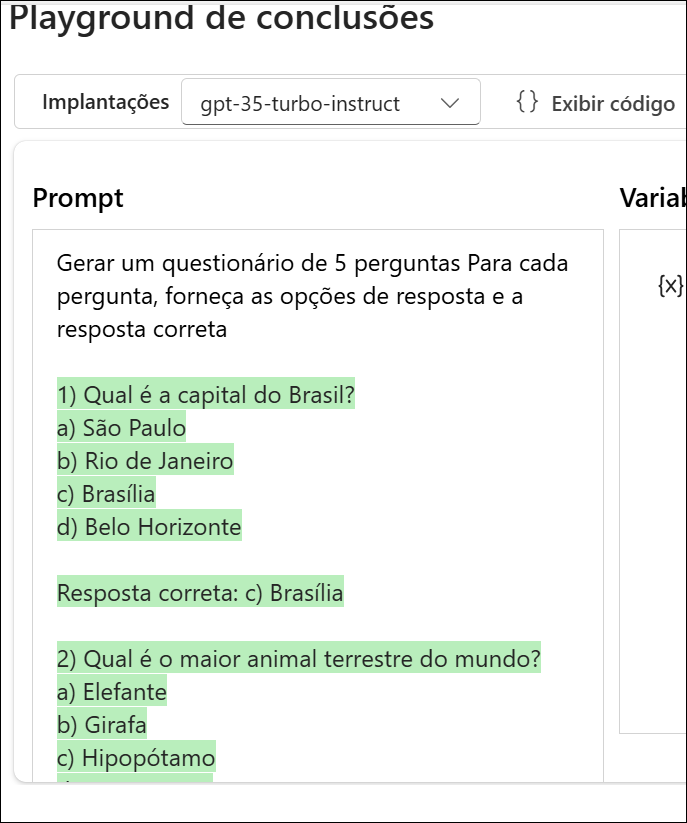 Playground de conclusões
Implantações gpt-35-turbo-instruct {} Exibir código
Prompt
Gerar um questionário de 5 perguntas Para cada
pergunta, forneça as opções de resposta e a
resposta correta
1) Qual é a capital do Brasil?
a) São Paulo
b) Rio de Janeiro
c) Brasília
d) Belo Horizonte
Resposta correta: c) Brasília
2) Qual é o maior animal terrestre do mundo?
a) Elefante
b) Girafa
c) Hipopótamo
{x}